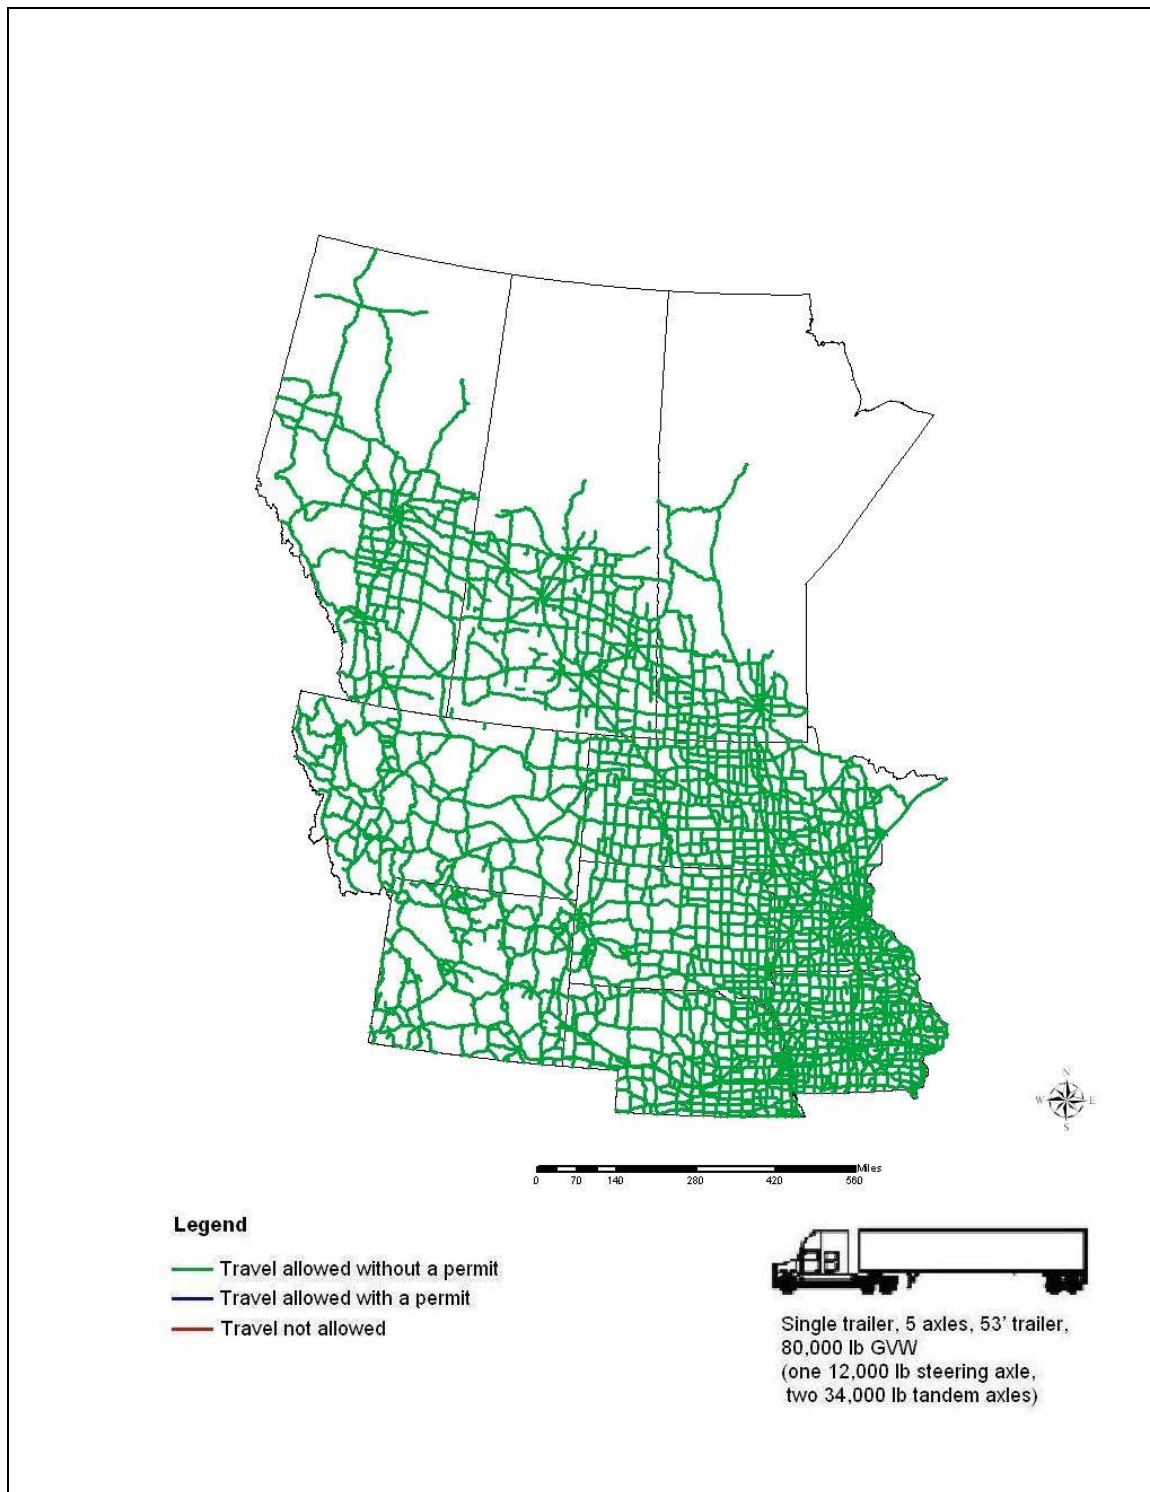 N
W E
S
Miles
0 70 140 280 420 560
Legend
Travel allowed without a permit
Travel allowed with a permit
Travel not allowed
Single trailer, 5 axles, 53' trailer,
80,000 lb GVW
(one 12,000 lb steering axle,
two 34,000 lb tandem axles)